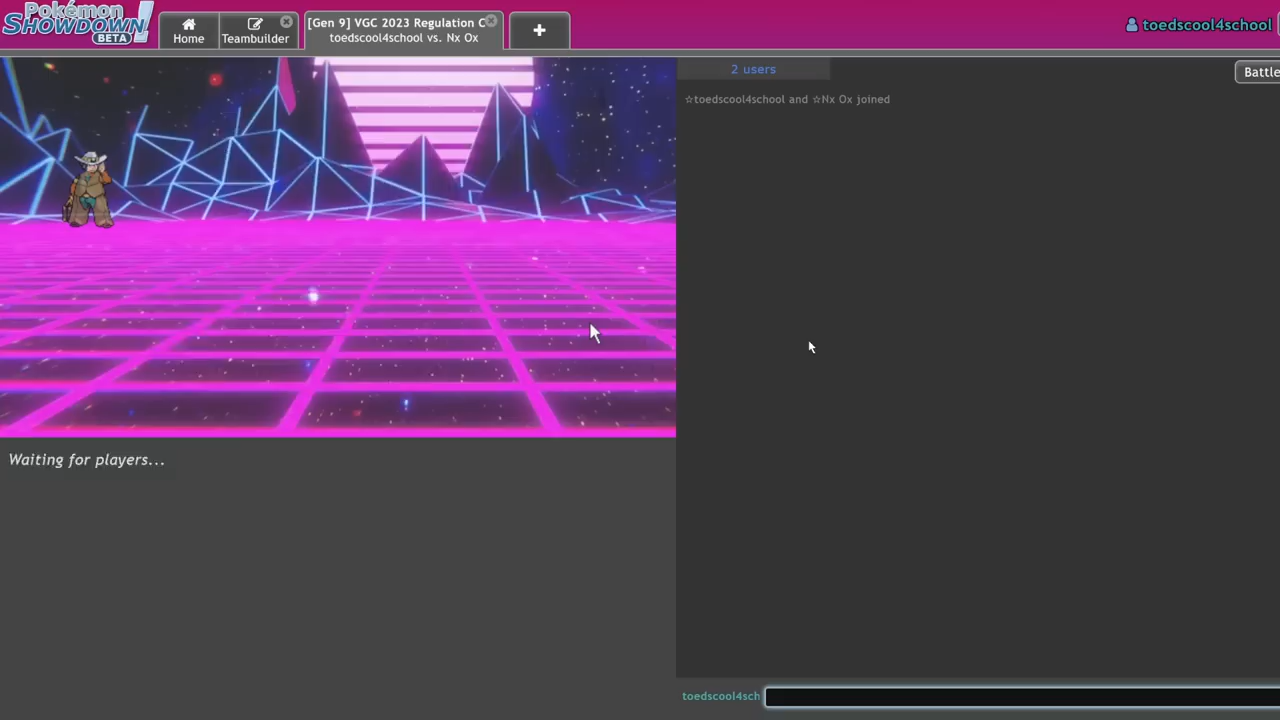 Pokémon
SHOWDOWN!
BETA
Home
Teambuilder
[Gen 9] VGC 2023 Regulation C
toedscool4school vs. Nx Ox
toedscool4school
2 users
Battle
☆toedscool4school and ☆Nx Ox joined
Waiting for players...
toedscool4sch